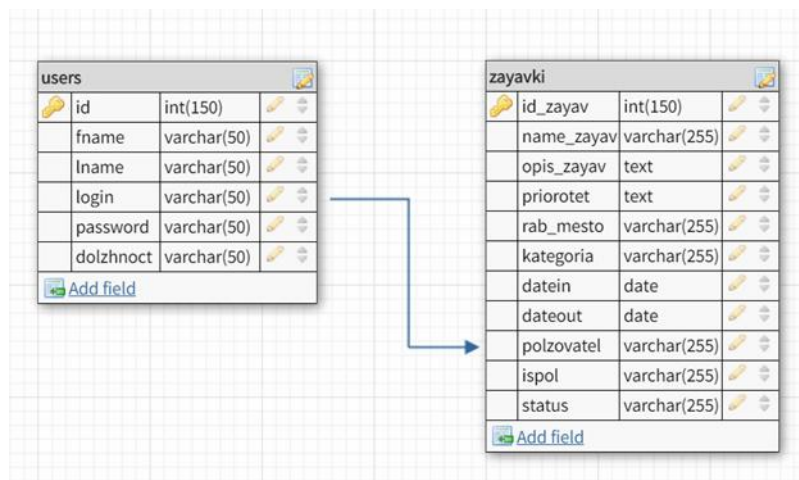 users
id int(150)
fname varchar(50)
lname varchar(50)
login varchar(50)
password varchar(50)
dolzhnoct varchar(50)
Add field
zayavki
id_zayav int(150)
name_zayav varchar(255)
opis_zayav text
priorotet text
rab_mesto varchar(255)
kategoria varchar(255)
datein date
dateout date
polzovatel varchar(255)
ispol varchar(255)
status varchar(255)
Add field